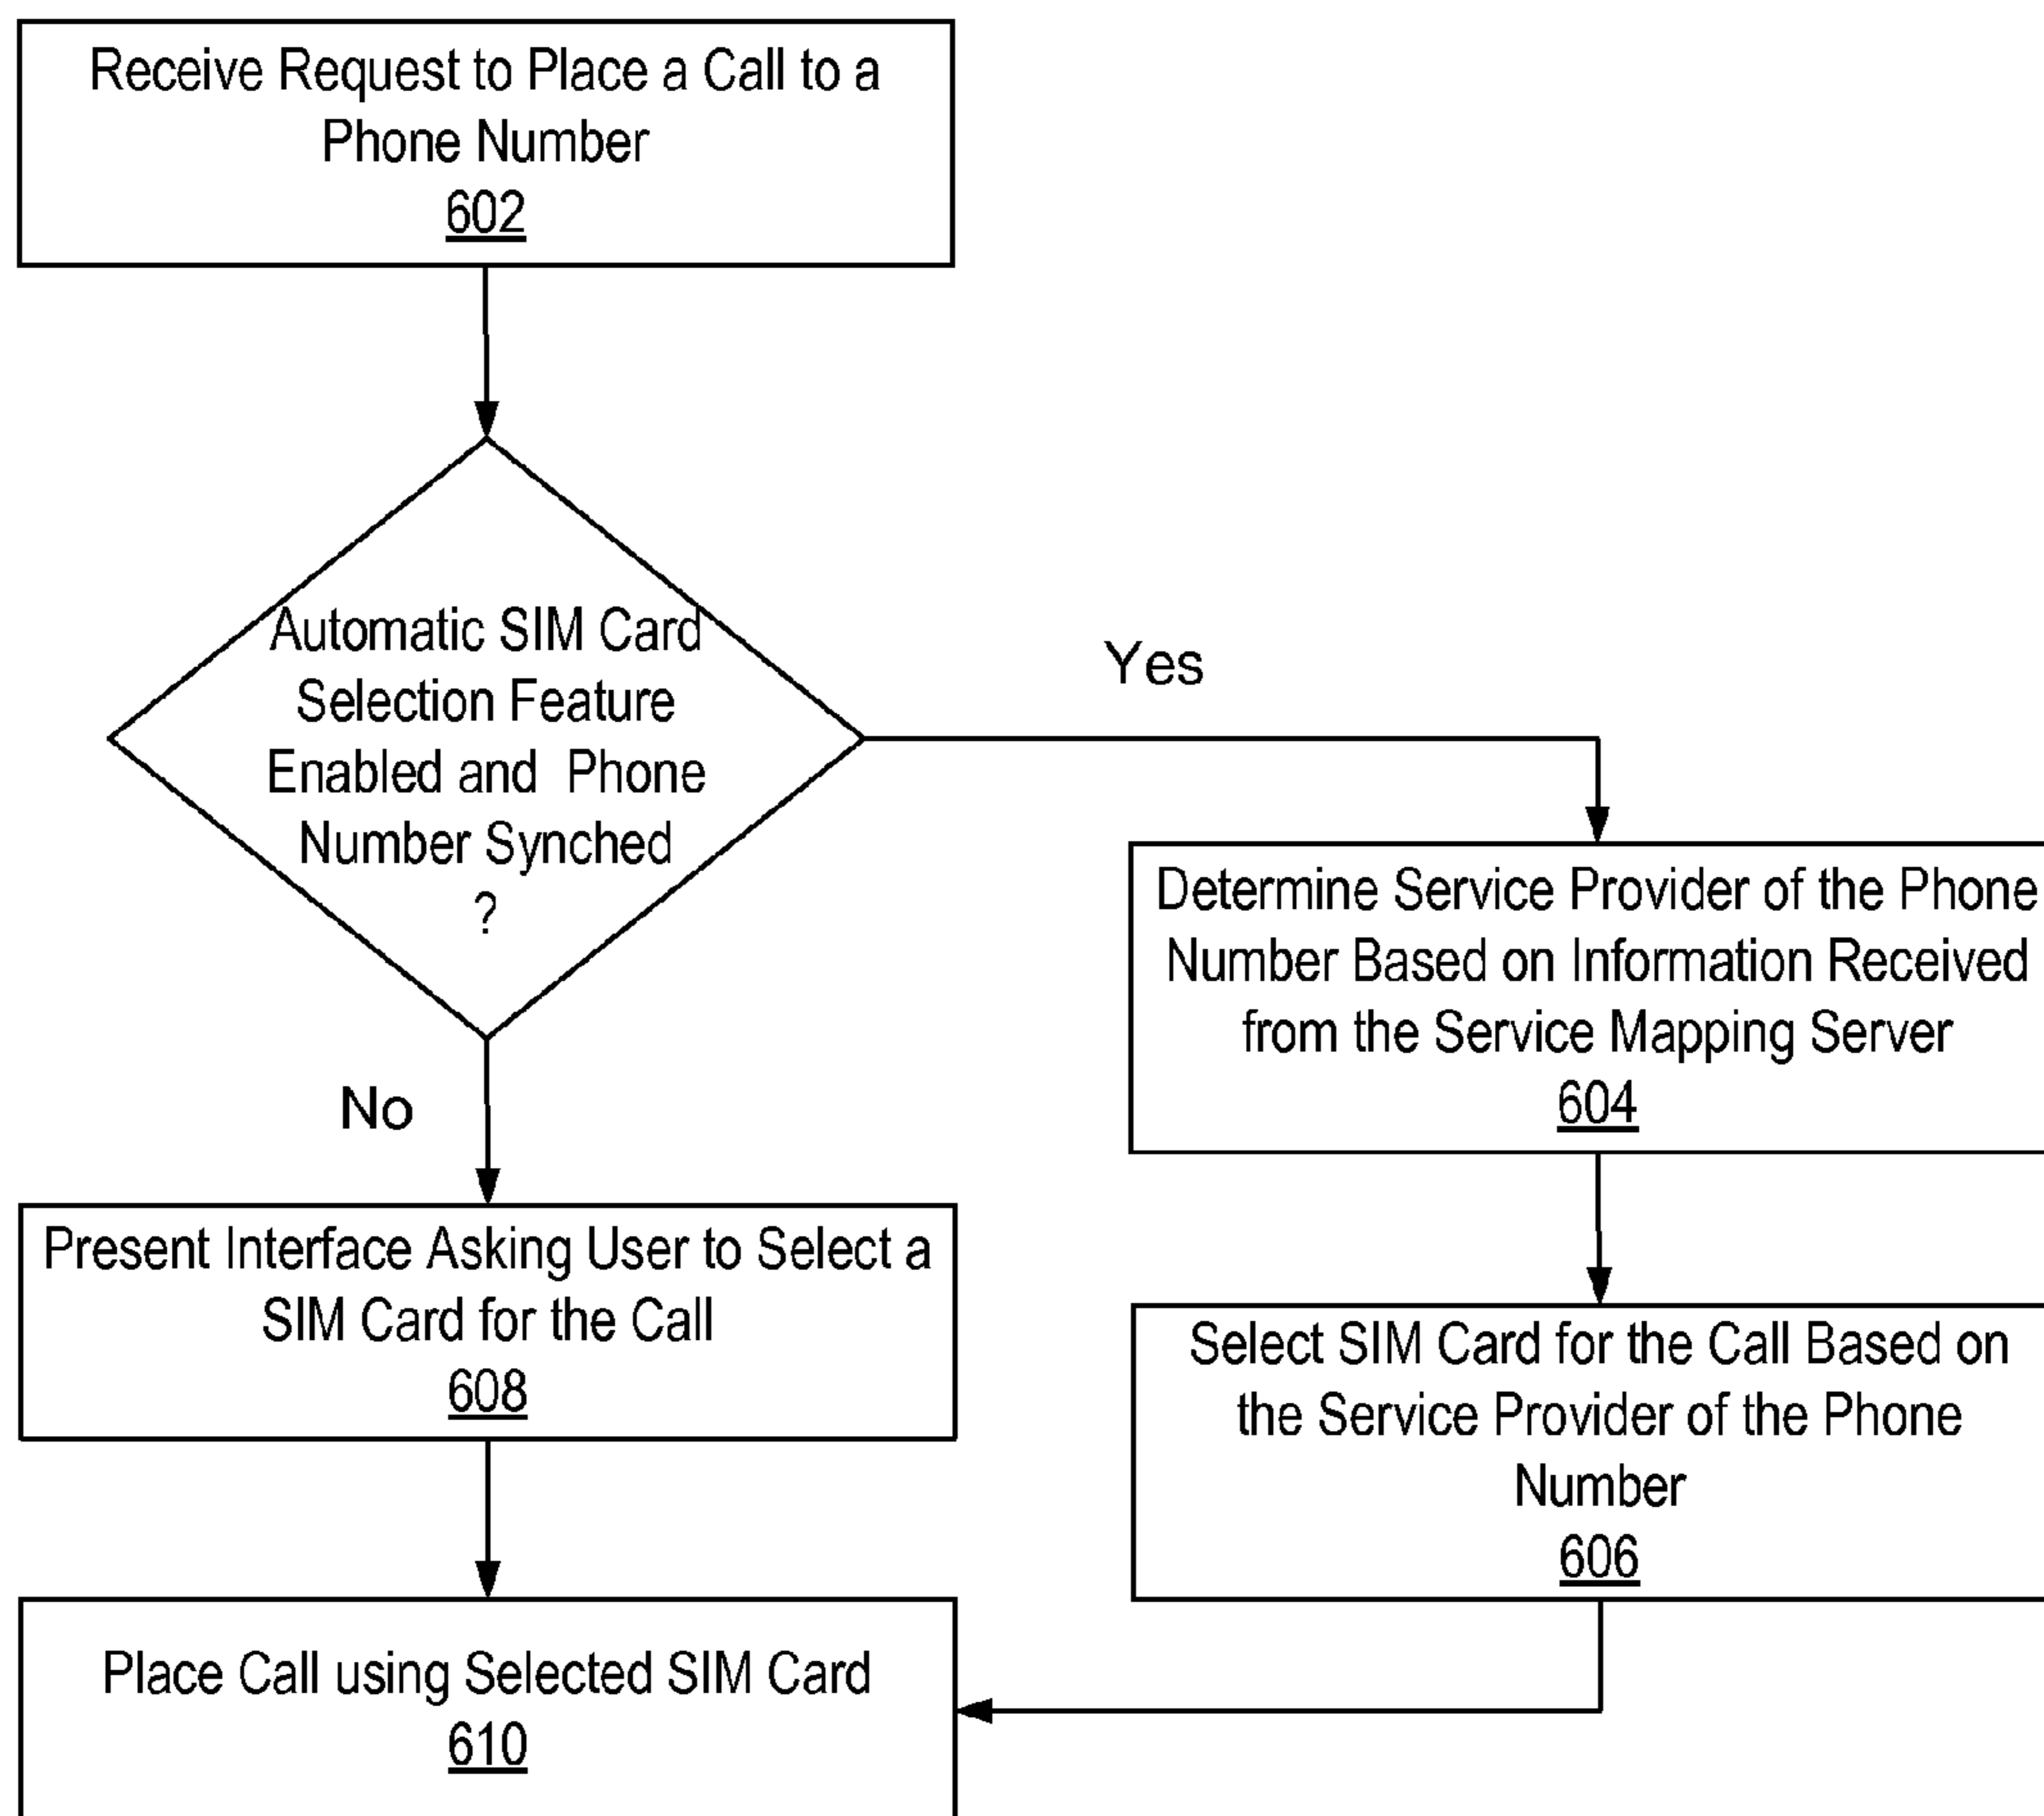 Receive Request to Place a Call to a
Phone Number
602
Automatic SIM Card
Selection Feature
Enabled and Phone
Number Synched
?
Yes
No
Determine Service Provider of the Phone
Number Based on Information Received
from the Service Mapping Server
604
Present Interface Asking User to Select a
SIM Card for the Call
608
Select SIM Card for the Call Based on
the Service Provider of the Phone
Number
606
Place Call using Selected SIM Card
610